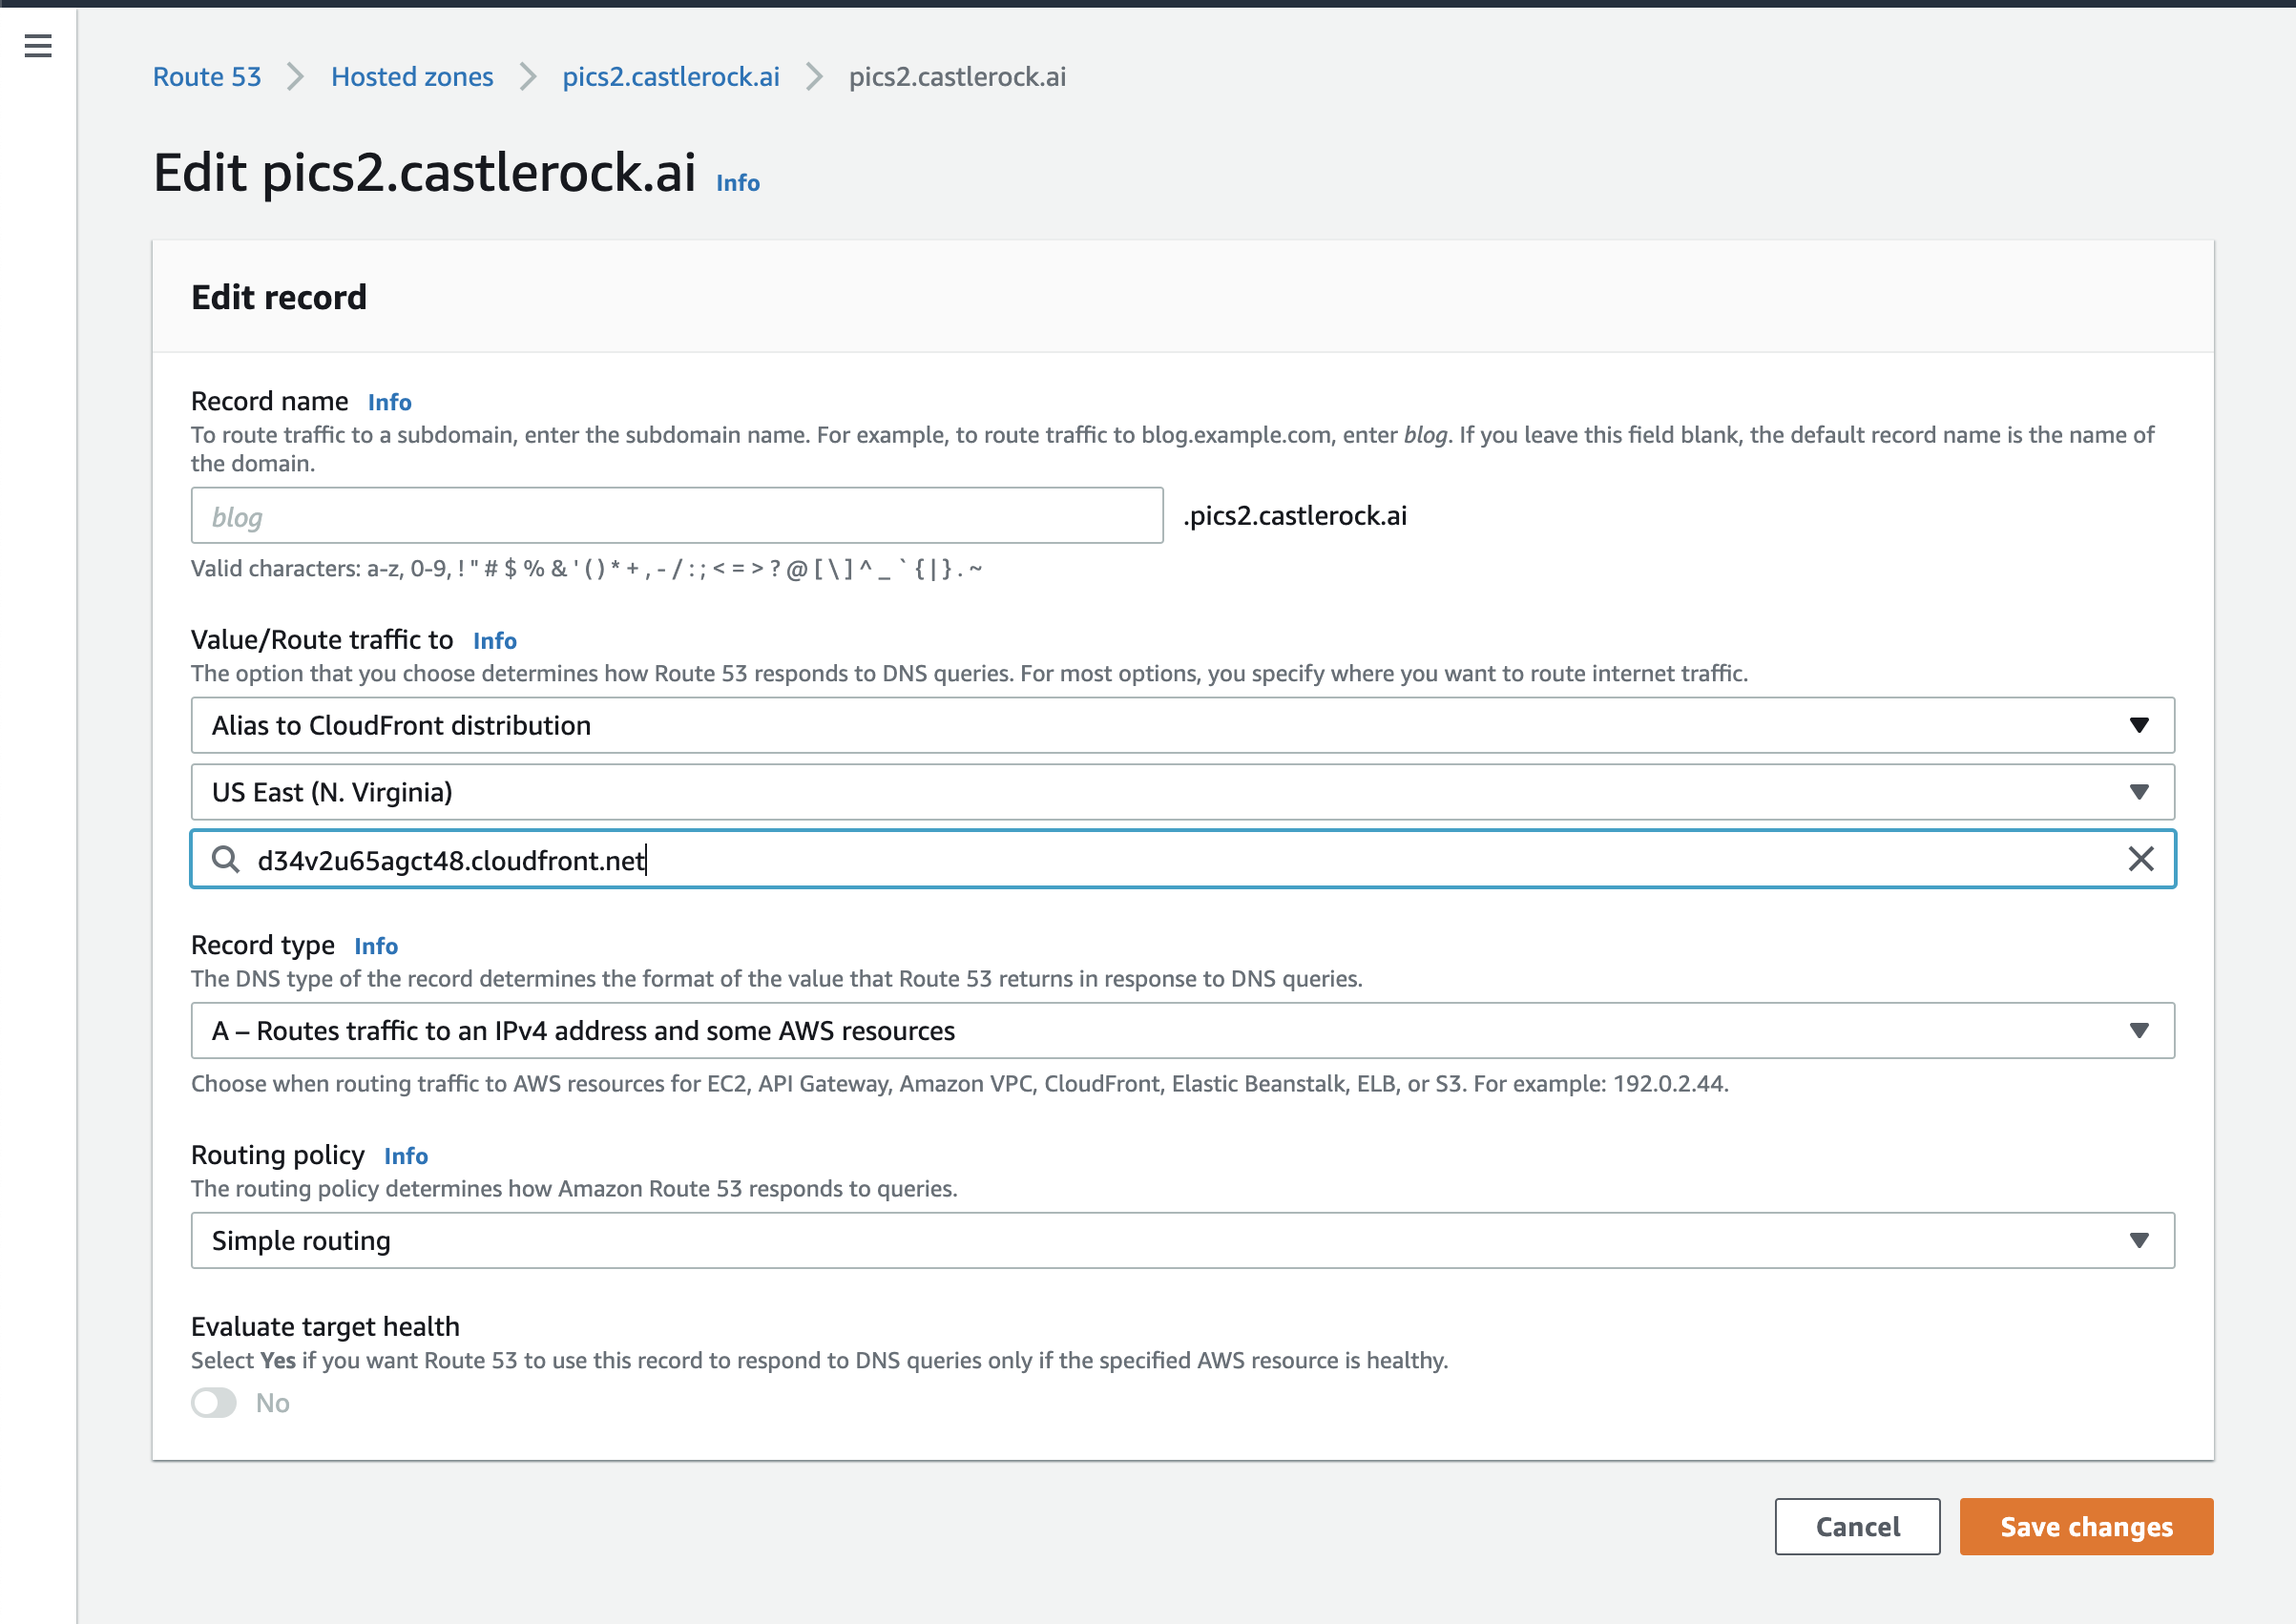 Route 53 > Hosted zones > pics2.castlerock.ai > pics2.castlerock.ai
Edit pics2.castlerock.ai Info
Edit record
Record name Info
To route traffic to a subdomain, enter the subdomain name. For example, to route traffic to blog.example.com, enter blog. If you leave this field blank, the default record name is the name of
the domain.
blog .pics2.castlerock.ai
Valid characters: a-z, 0-9, ! " # $ % & ' ( ) * + , - / : ; < = > ? @ [ \ ] ^ _ ` { | } . ~
Value/Route traffic to Info
The option that you choose determines how Route 53 responds to DNS queries. For most options, you specify where you want to route internet traffic.
Alias to CloudFront distribution
US East (N. Virginia)
d34v2u65agct48.cloudfront.net
Record type Info
The DNS type of the record determines the format of the value that Route 53 returns in response to DNS queries.
A – Routes traffic to an IPv4 address and some AWS resources
Choose when routing traffic to AWS resources for EC2, API Gateway, Amazon VPC, CloudFront, Elastic Beanstalk, ELB, or S3. For example: 192.0.2.44.
Routing policy Info
The routing policy determines how Amazon Route 53 responds to queries.
Simple routing
Evaluate target health
Select Yes if you want Route 53 to use this record to respond to DNS queries only if the specified AWS resource is healthy.
No
Cancel Save changes